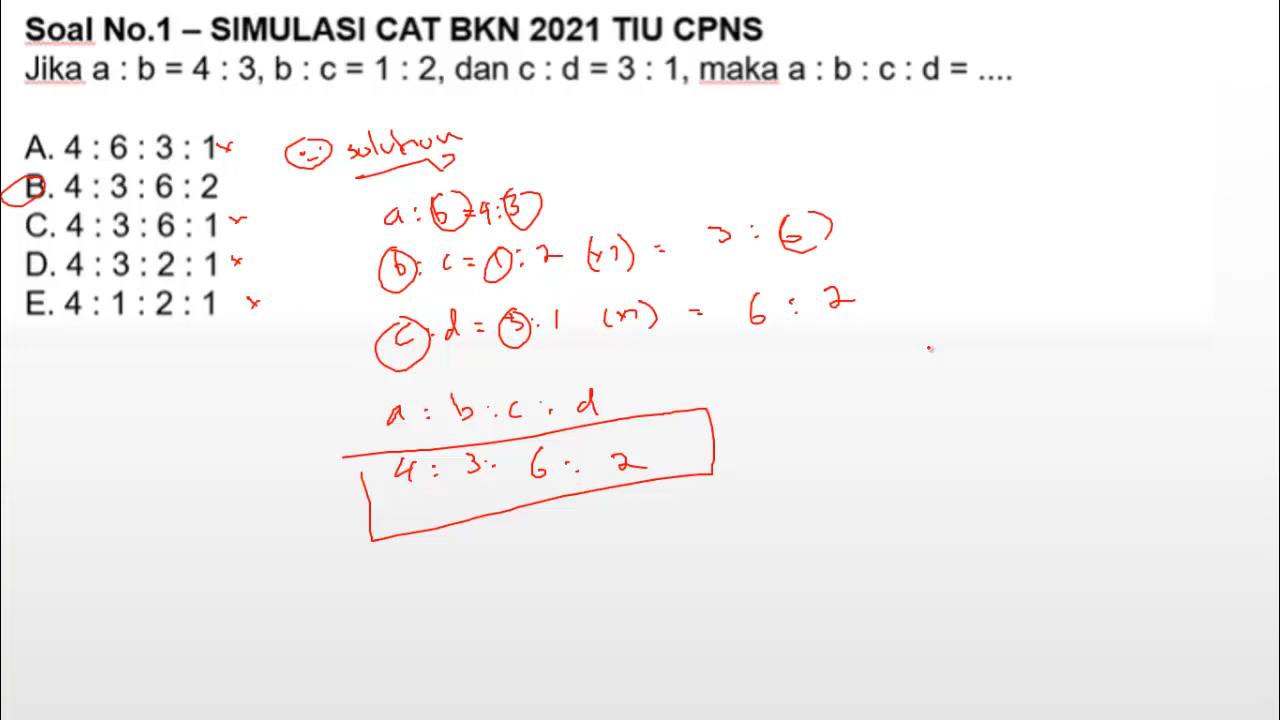 Soal No.1 – SIMULASI CAT BKN 2021 TIU CPNS
Jika a : b = 4 : 3, b : c = 1 : 2, dan c : d = 3 : 1, maka a : b : c : d = ....
A. 4 : 6 : 3 : 1 x
B. 4 : 3 : 6 : 2
C. 4 : 3 : 6 : 1 x
D. 4 : 3 : 2 : 1 x
E. 4 : 1 : 2 : 1 x
solution
a : b = 4 : 3
b : c = 1 : 2 = 3 : 6
c : d = 3 : 1 = 6 : 2
a : b : c : d
4 : 3 : 6 : 2